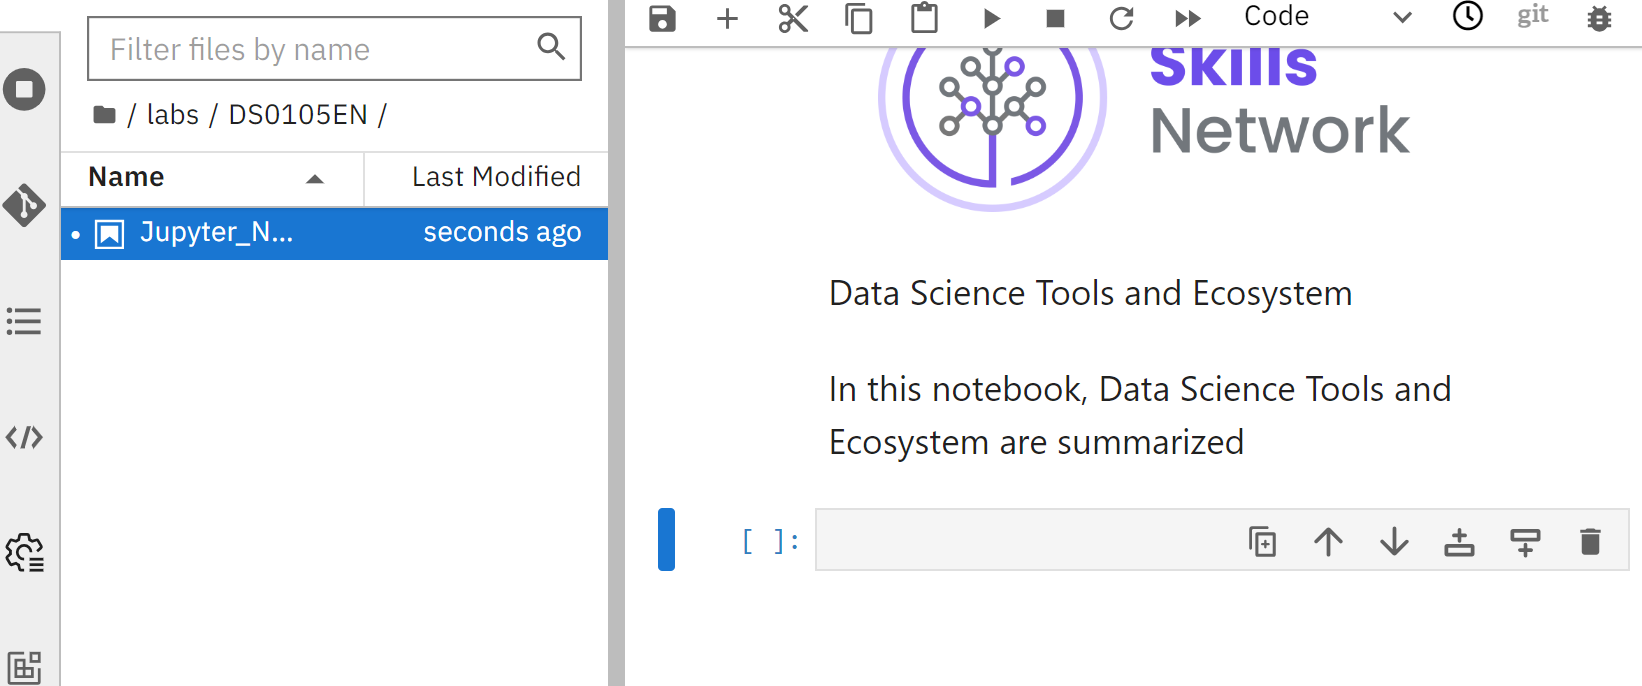 Filter files by name
/ labs / DS0105EN /
Name Last Modified
Jupyter_N... seconds ago
Code git
Skills
Network
Data Science Tools and Ecosystem
In this notebook, Data Science Tools and
Ecosystem are summarized
[ ]: